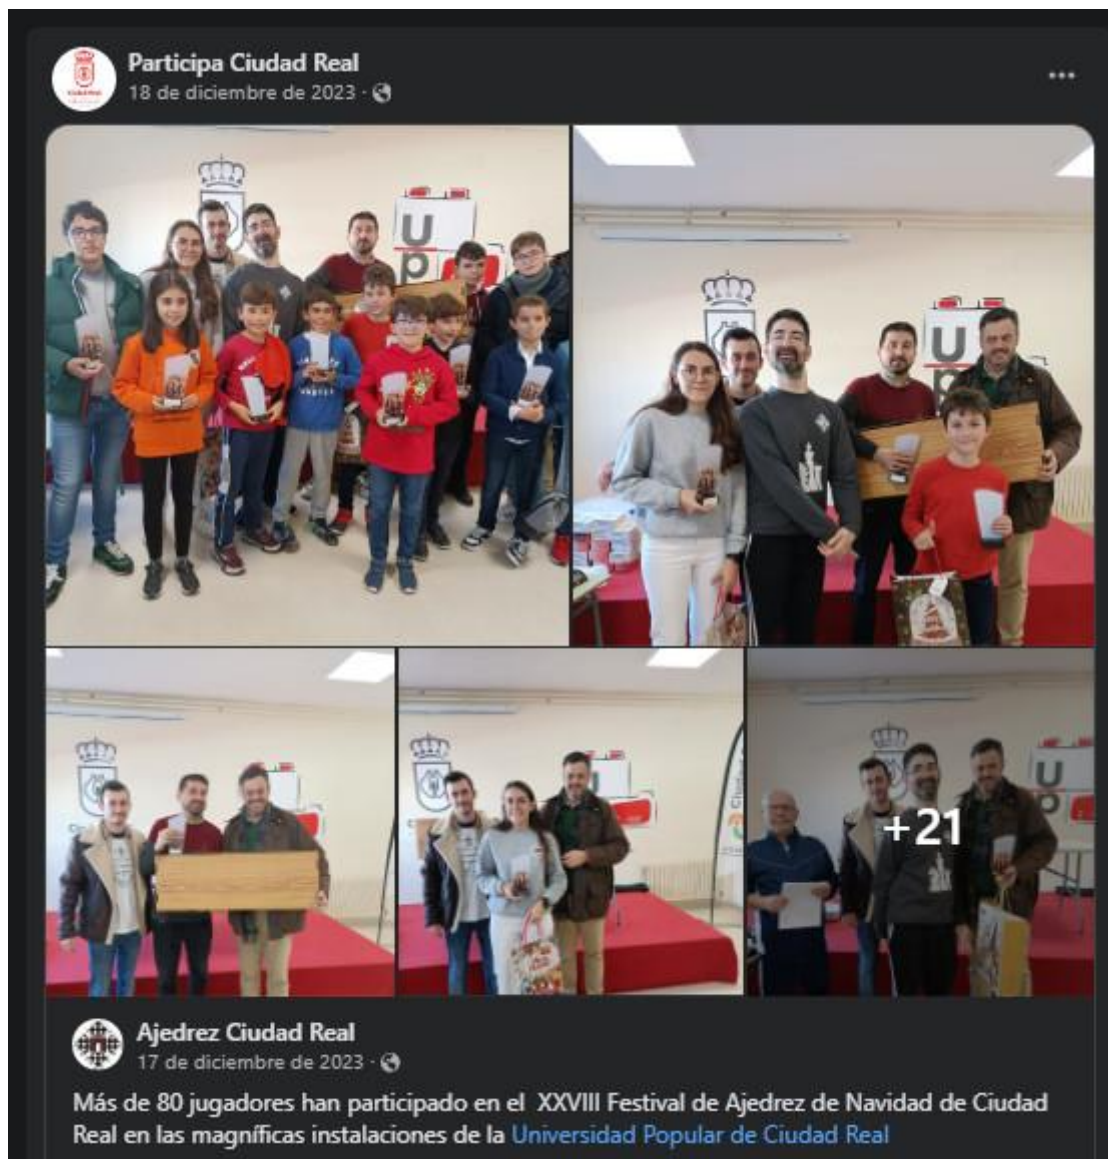 Participa Ciudad Real
18 de diciembre de 2023 ·
U
UP
U
UP
+21
Ajedrez Ciudad Real
17 de diciembre de 2023 ·
Más de 80 jugadores han participado en el XXVIII Festival de Ajedrez de Navidad de Ciudad
Real en las magníficas instalaciones de la Universidad Popular de Ciudad Real